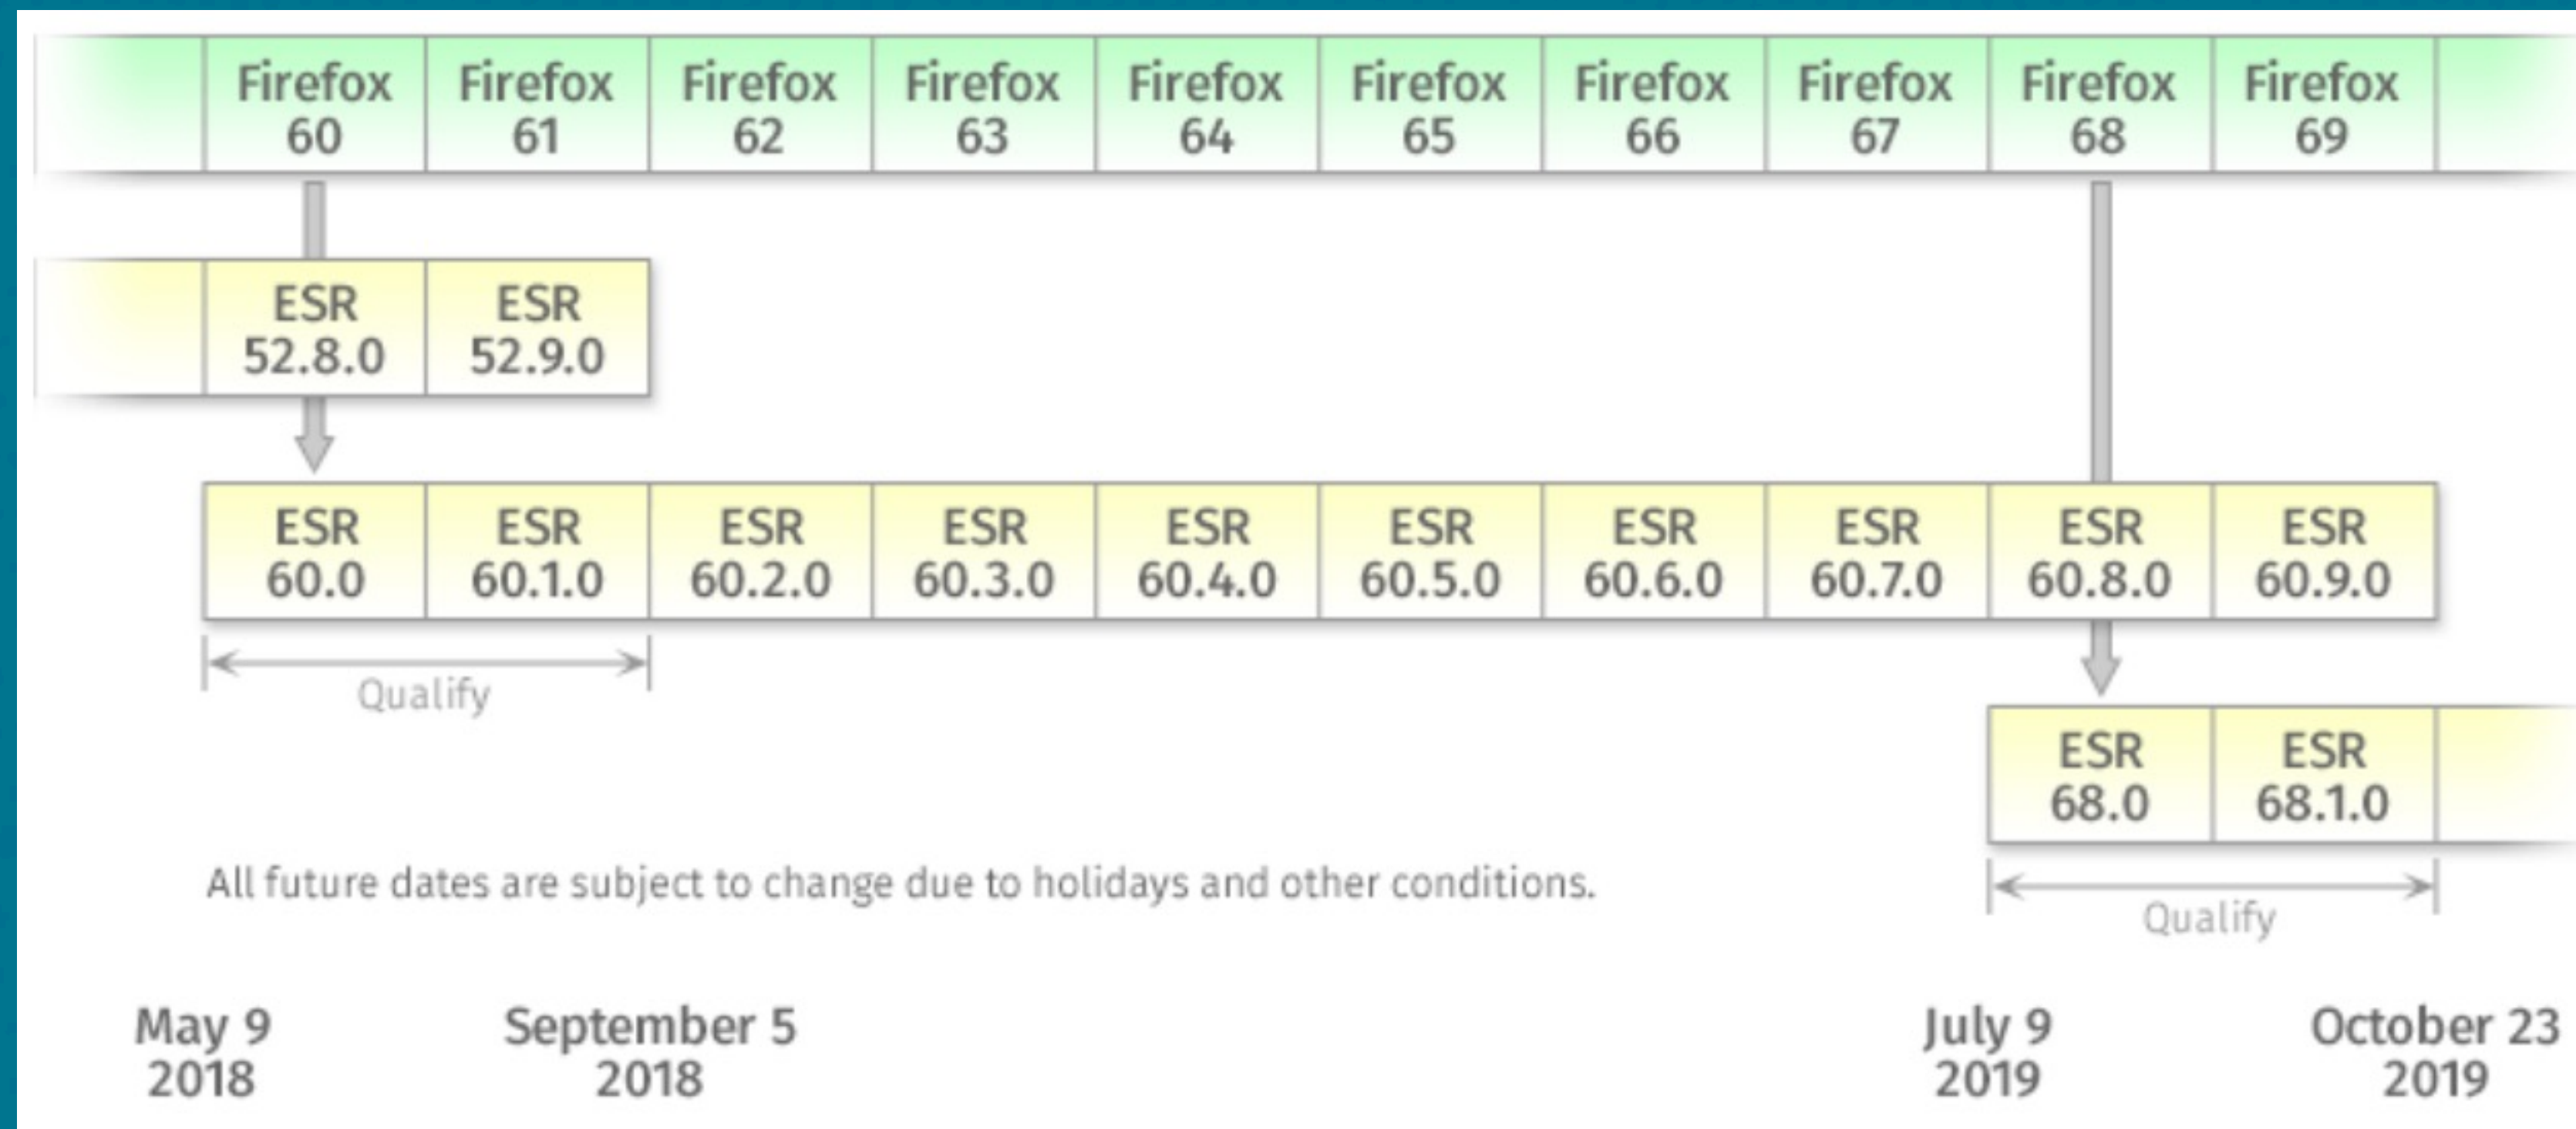 Firefox Firefox Firefox Firefox Firefox Firefox Firefox Firefox Firefox Firefox
60 61 62 63 64 65 66 67 68 69
ESR ESR
52.8.0 52.9.0
ESR ESR ESR ESR ESR ESR ESR ESR ESR ESR
60.0 60.1.0 60.2.0 60.3.0 60.4.0 60.5.0 60.6.0 60.7.0 60.8.0 60.9.0
Qualify
ESR ESR
68.0 68.1.0
All future dates are subject to change due to holidays and other conditions.
Qualify
May 9 September 5 July 9 October 23
2018 2018 2019 2019